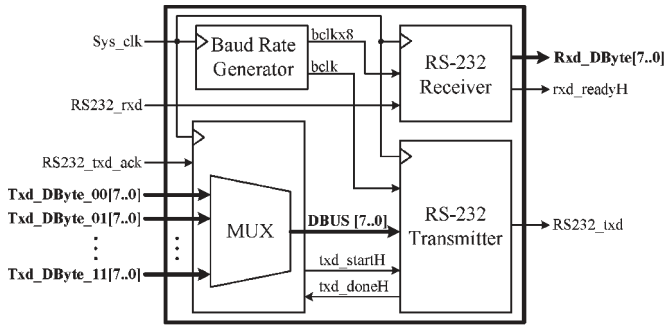 Sys_clk
Baud Rate
Generator
bclkx8
bclk
RS-232
Receiver
Rxd_DByte[7..0]
rxd_readyH
RS232_rxd
RS232_txd_ack
Txd_DByte_00[7..0]
Txd_DByte_01[7..0]
Txd_DByte_11[7..0]
MUX
DBUS [7..0]
RS-232
Transmitter
RS232_txd
txd_startH
txd_doneH